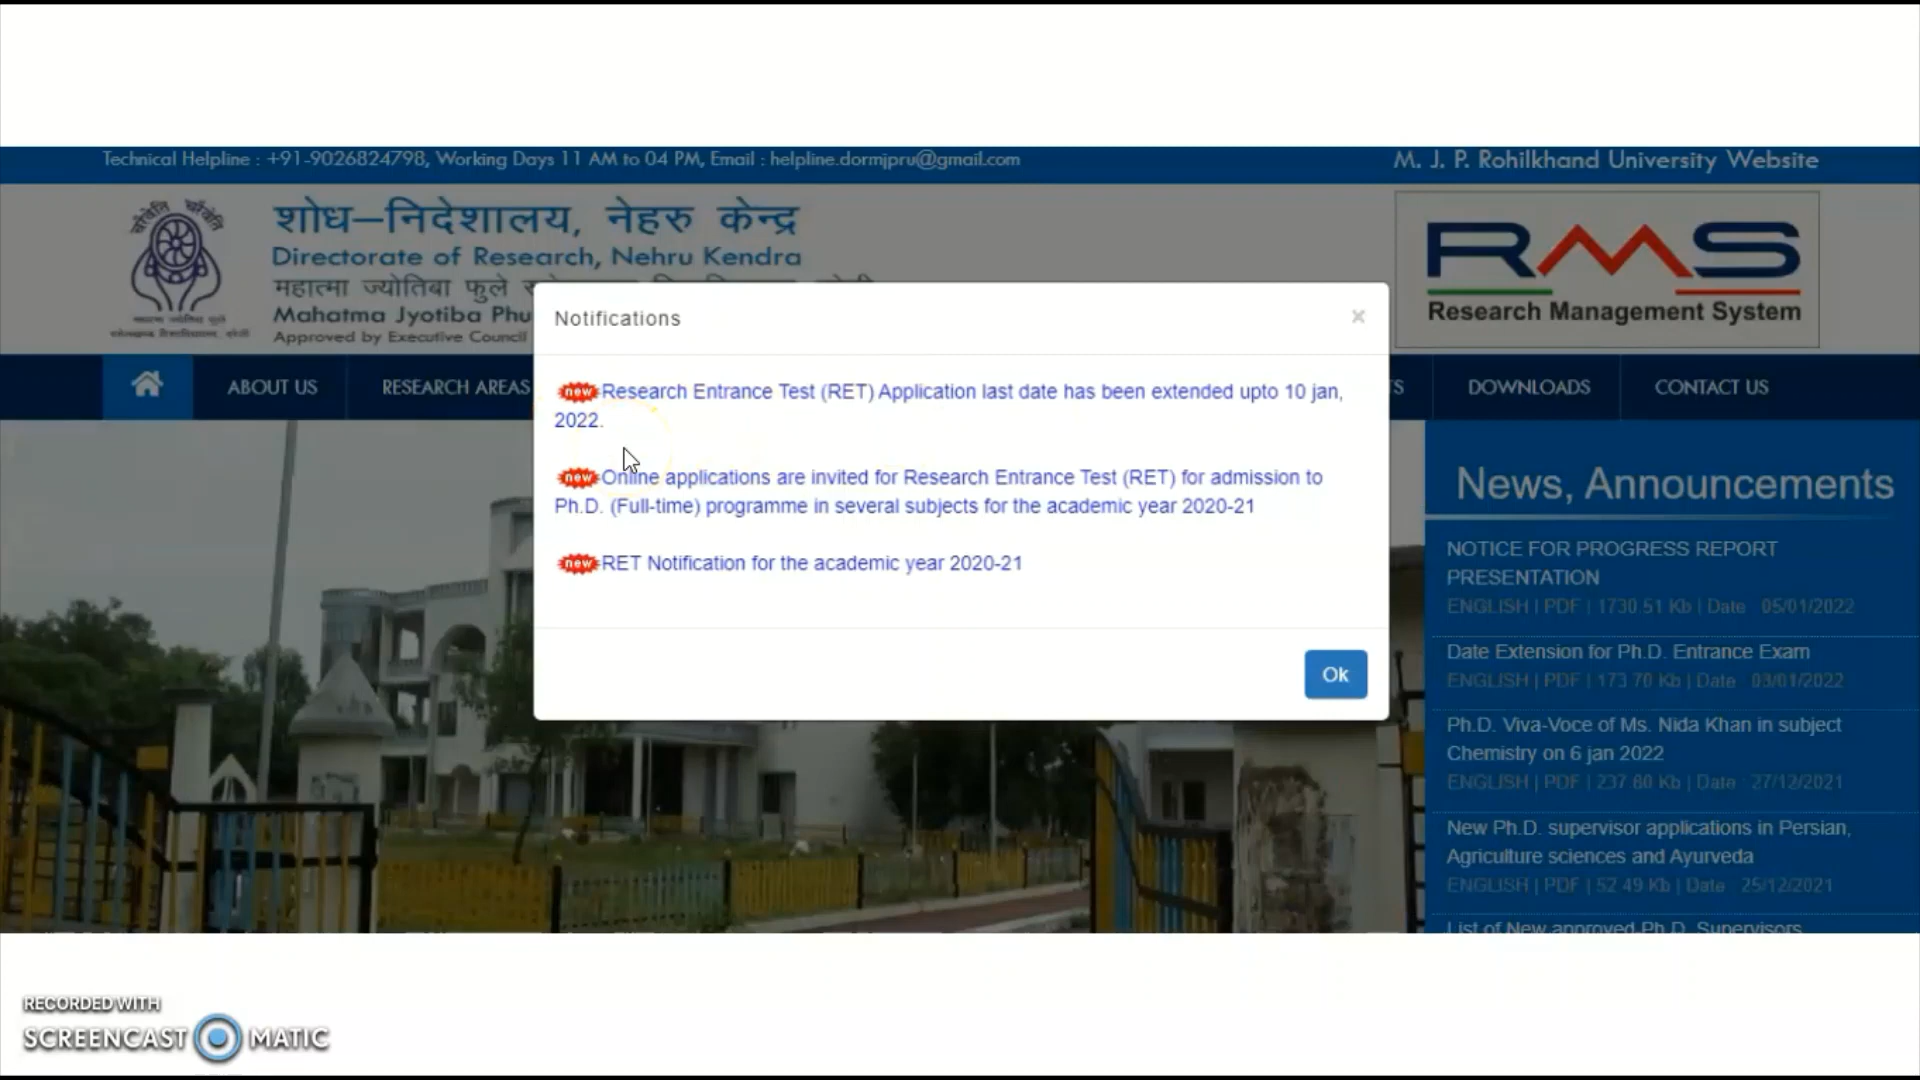 Technical Helpline : +91-9026824798, Working Days 11 AM to 04 PM, Email : helpline.dormjpru@gmail.com
M. J. P. Rohilkhand University Website
चरैवेति चरैवेति
शोध–निदेशालय, नेहरु केन्द्र
Directorate of Research, Nehru Kendra
महात्मा ज्योतिबा फुले
Mahatma Jyotiba Phu
Approved by Executive Council
RMS
Research Management System
ABOUT US
RESEARCH AREAS
TS
DOWNLOADS
CONTACT US
Notifications
×
new Research Entrance Test (RET) Application last date has been extended upto 10 jan,
2022.
new Online applications are invited for Research Entrance Test (RET) for admission to
Ph.D. (Full-time) programme in several subjects for the academic year 2020-21
new RET Notification for the academic year 2020-21
Ok
News, Announcements
NOTICE FOR PROGRESS REPORT
PRESENTATION
ENGLISH | PDF | 1730.51 Kb | Date 05/01/2022
Date Extension for Ph.D. Entrance Exam
ENGLISH | PDF | 173.70 Kb | Date 03/01/2022
Ph.D. Viva-Voce of Ms. Nida Khan in subject
Chemistry on 6 jan 2022
ENGLISH | PDF | 237.80 Kb | Date 27/12/2021
New Ph.D. supervisor applications in Persian,
Agriculture sciences and Ayurveda
ENGLISH | PDF | 52.49 Kb | Date 25/12/2021
List of New approved Ph.D. Supervisors
RECORDED WITH
SCREENCAST MATIC